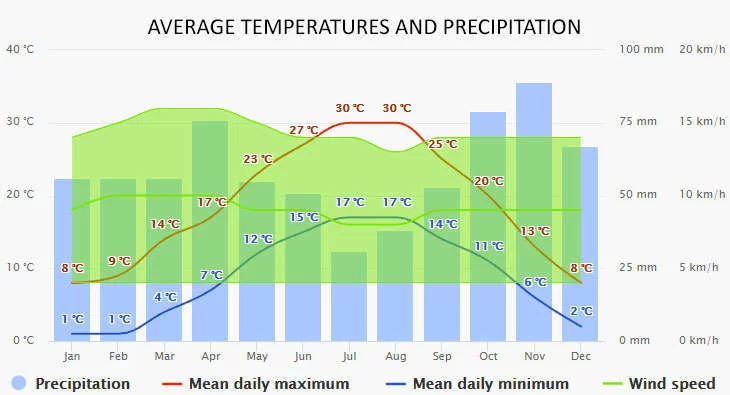 AVERAGE TEMPERATURES AND PRECIPITATION
40 °C 100 mm 20 km/h
30 °C 75 mm 15 km/h
20 °C 50 mm 10 km/h
10 °C 25 mm 5 km/h
0 °C 0 mm 0 km/h
8 °C 9 °C 14 °C 17 °C 23 °C 27 °C 30 °C 30 °C 25 °C 20 °C 13 °C 8 °C
1 °C 1 °C 4 °C 7 °C 12 °C 15 °C 17 °C 17 °C 14 °C 11 °C 6 °C 2 °C
Jan Feb Mar Apr May Jun Jul Aug Sep Oct Nov Dec
Precipitation Mean daily maximum Mean daily minimum Wind speed